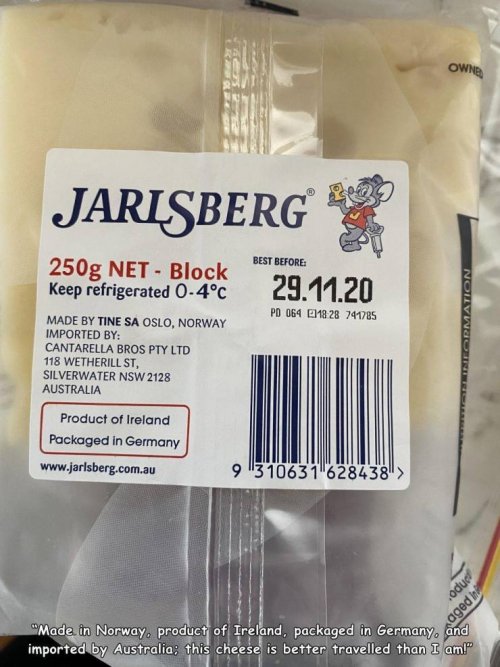 OWNED
JARLSBERG®
250g NET - Block
Keep refrigerated 0-4°C
BEST BEFORE:
29.11.20
PD 064 18:28 741785
MADE BY TINE SA OSLO, NORWAY
IMPORTED BY:
CANTARELLA BROS PTY LTD
118 WETHERILL ST,
SILVERWATER NSW 2128
AUSTRALIA
Product of Ireland
Packaged in Germany
www.jarlsberg.com.au
9 310631 628438 >
INFORMATION
"Made in Norway, product of Ireland, packaged in Germany, and
imported by Australia; this cheese is better travelled than I am!"